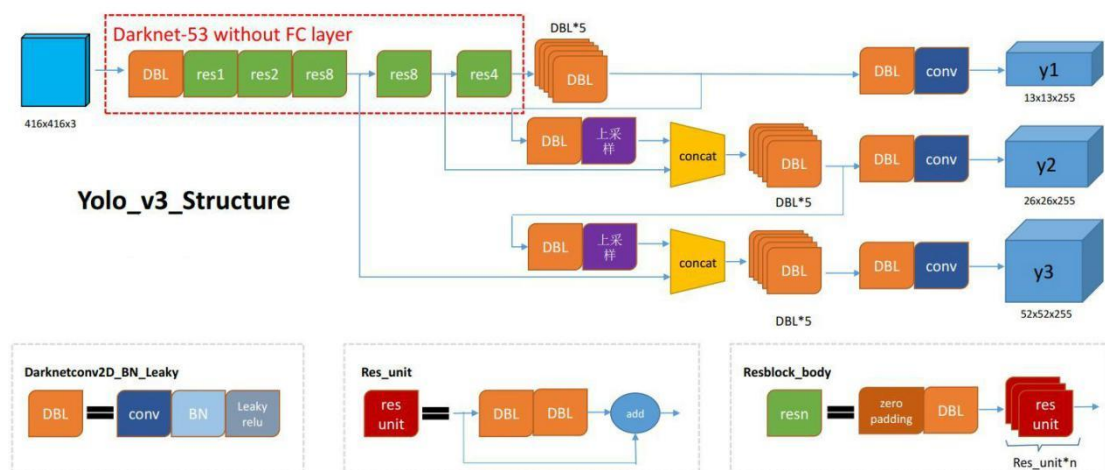 Darknet-53 without FC layer
DBL*5
DBL
res1
res2
res8
res8
res4
DBL
DBL
conv
y1
416x416x3
13x13x255
DBL
上采
样
concat
DBL
DBL
conv
y2
Yolo_v3_Structure
DBL*5
26x26x255
DBL
上采
样
concat
DBL
DBL
conv
y3
DBL*5
52x52x255
Darknetconv2D_BN_Leaky
DBL
conv
BN
Leaky
relu
Res_unit
res
unit
DBL
DBL
add
Resblock_body
resn
zero
padding
DBL
res
unit
Res_unit*n